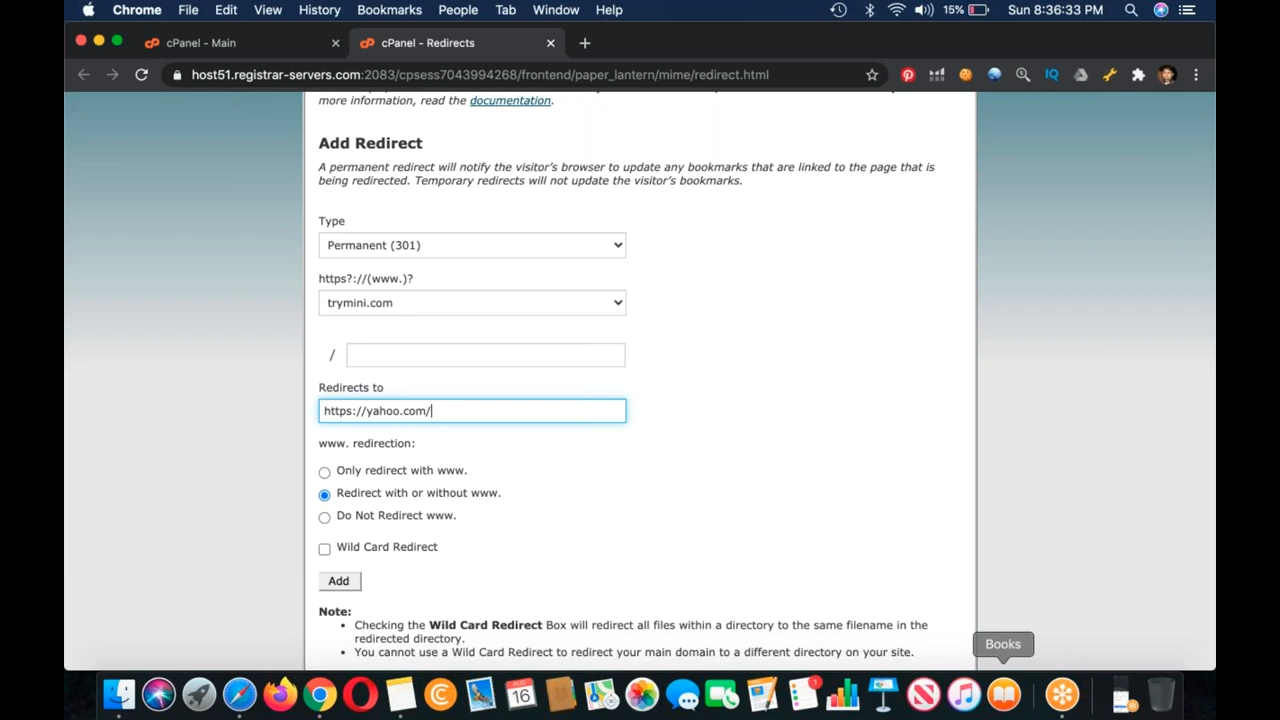 Chrome File Edit View History Bookmarks People Tab Window Help 15% Sun 8:36:33 PM
cPanel - Main cPanel - Redirects
host51.registrar-servers.com:2083/cpsess7043994268/frontend/paper_lantern/mime/redirect.html IQ
more information, read the documentation.
Add Redirect
A permanent redirect will notify the visitor's browser to update any bookmarks that are linked to the page that is
being redirected. Temporary redirects will not update the visitor's bookmarks.
Type
Permanent (301)
https?://(www.)?
trymini.com
/
Redirects to
https://yahoo.com/
www. redirection:
Only redirect with www.
Redirect with or without www.
Do Not Redirect www.
Wild Card Redirect
Add
Note:
• Checking the Wild Card Redirect Box will redirect all files within a directory to the same filename in the
redirected directory.
• You cannot use a Wild Card Redirect to redirect your main domain to a different directory on your site.
Books
AUG
16
1